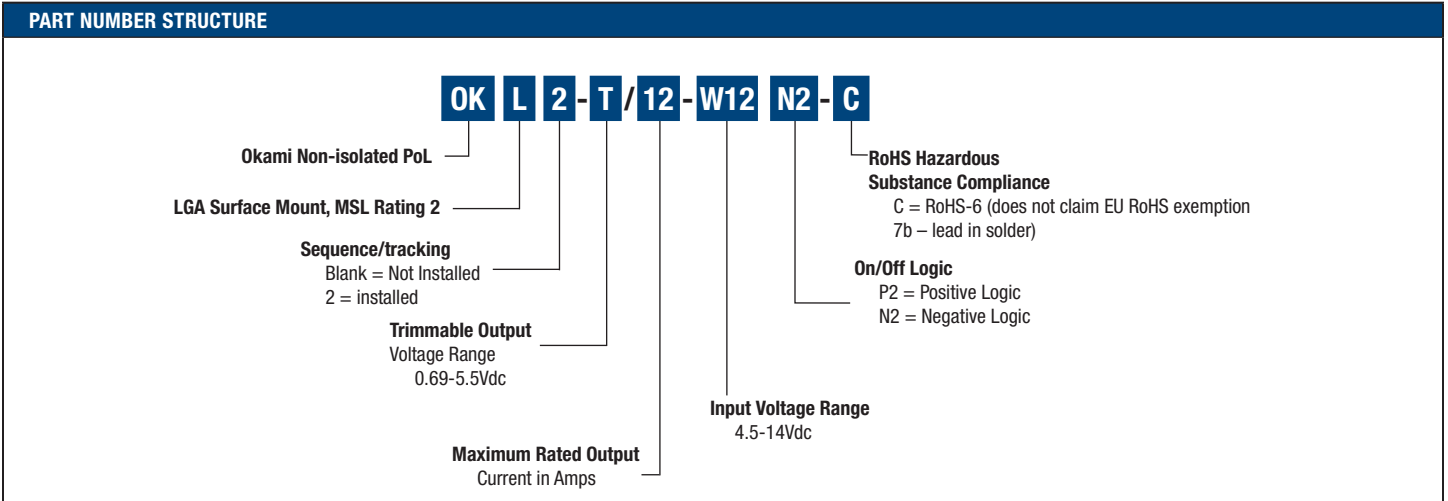 PART NUMBER STRUCTURE
OK L 2 - T / 12 - W12 N2 - C
Okami Non-isolated PoL
LGA Surface Mount, MSL Rating 2
Sequence/tracking
Blank = Not Installed
2 = installed
Trimmable Output
Voltage Range
0.69-5.5Vdc
Maximum Rated Output
Current in Amps
Input Voltage Range
4.5-14Vdc
On/Off Logic
P2 = Positive Logic
N2 = Negative Logic
RoHS Hazardous
Substance Compliance
C = RoHS-6 (does not claim EU RoHS exemption
7b – lead in solder)